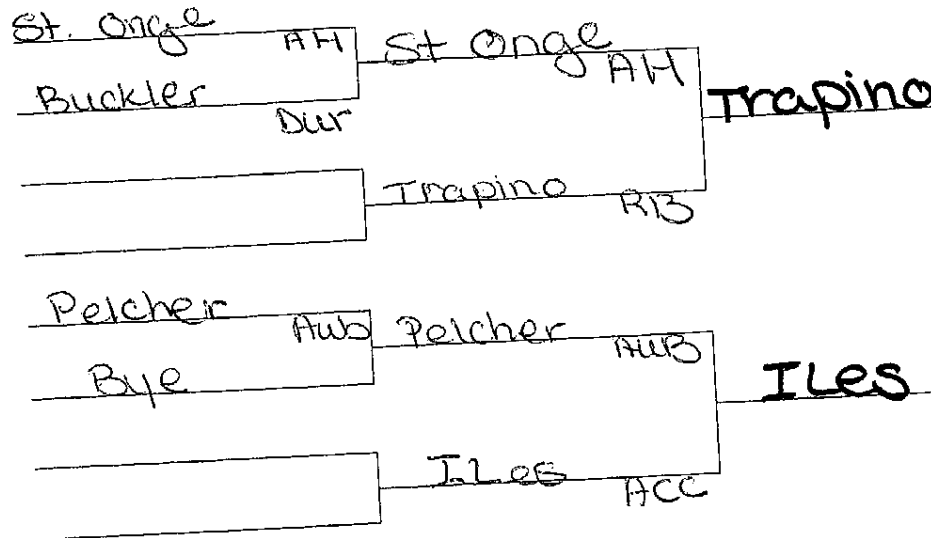 St. Onge AH
St Onge AH
Buckler Dur
Trapino
Trapino RB
Pelcher Awb
Pelcher AWB
Bye
ILes
ILes ACC